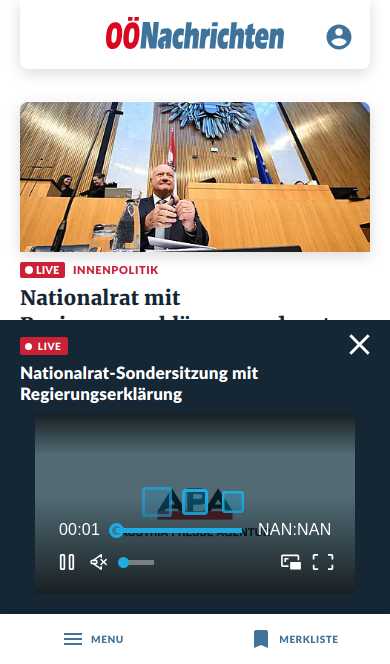 OÖNachrichten
LIVE INNENPOLITIK
Nationalrat mit
LIVE
Nationalrat-Sondersitzung mit
Regierungserklärung
APA
AUSTRIA PRESSE AGENTUR
00:01 NAN:NAN
MENU MERKLISTE